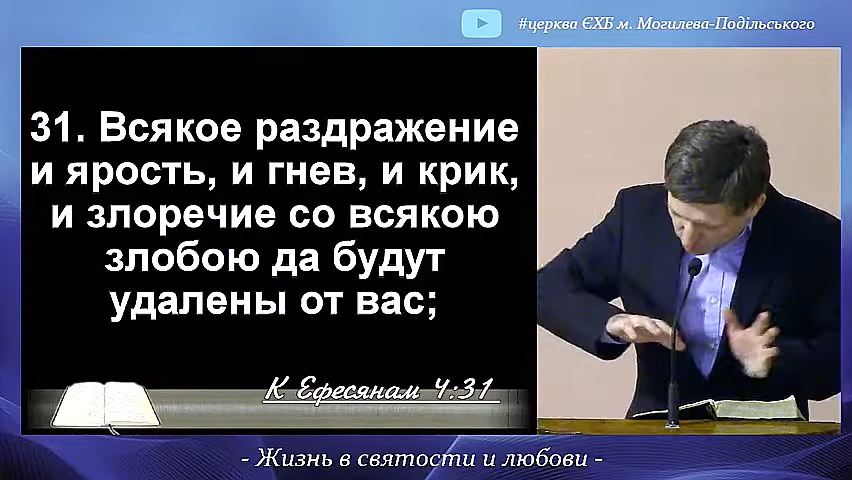 #церква ЄХБ м. Могилева-Подільського
31. Всякое раздражение
и ярость, и гнев, и крик,
и злоречие со всякою
злобою да будут
удалены от вас;
К Ефесянам 4:31
- Жизнь в святости и любови -